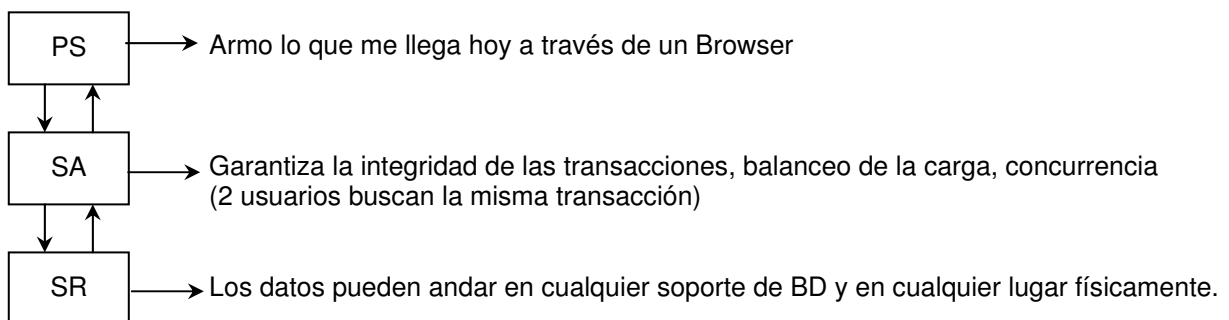 PS
Armo lo que me llega hoy a través de un Browser
SA
Garantiza la integridad de las transacciones, balanceo de la carga, concurrencia
(2 usuarios buscan la misma transacción)
SR
Los datos pueden andar en cualquier soporte de BD y en cualquier lugar físicamente.